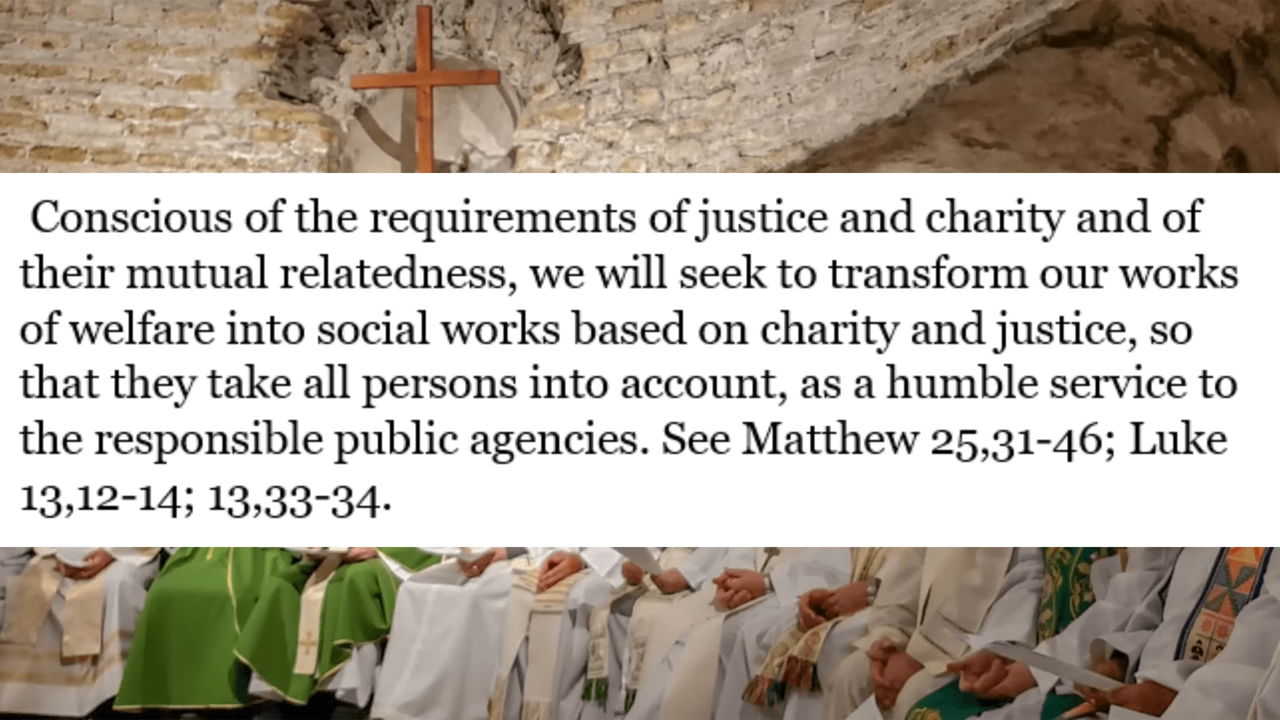 Conscious of the requirements of justice and charity and of
their mutual relatedness, we will seek to transform our works
of welfare into social works based on charity and justice, so
that they take all persons into account, as a humble service to
the responsible public agencies. See Matthew 25,31-46; Luke
13,12-14; 13,33-34.